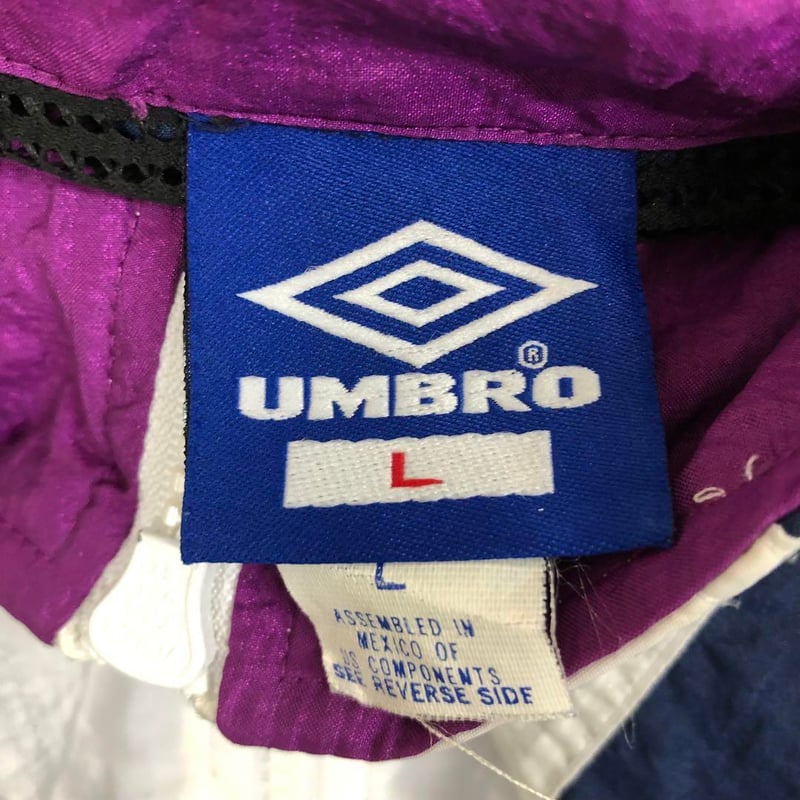 ®
UMBRO
L
L
ASSEMBLED IN
MEXICO OF
US COMPONENTS
SEE REVERSE SIDE